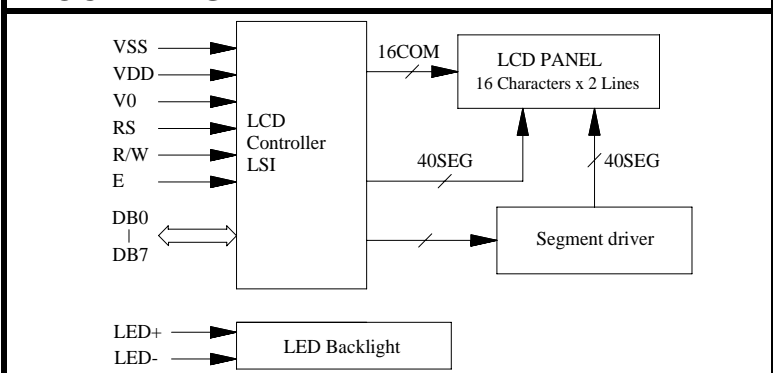 VSS
VDD
V0
RS
R/W
E
DB0
DB7
LCD
Controller
LSI
16COM
LCD PANEL
16 Characters x 2 Lines
40SEG
40SEG
Segment driver
LED+
LED-
LED Backlight